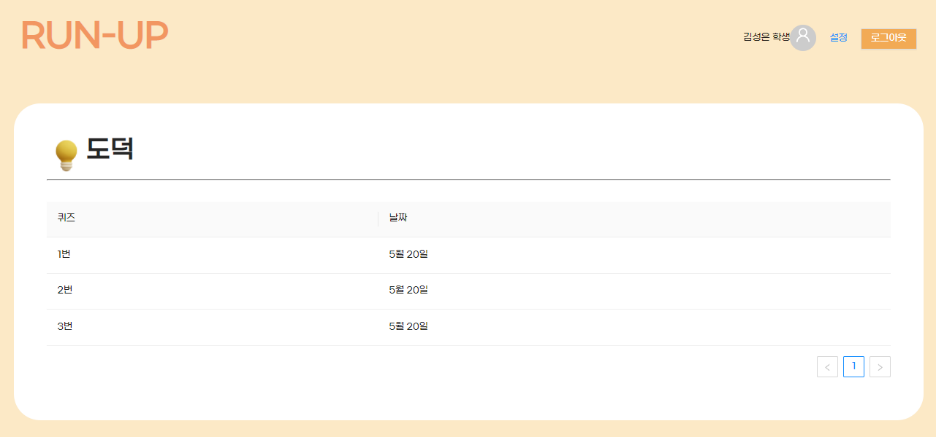 RUN-UP
김성은 학생 설정 로그아웃
도덕
퀴즈 날짜
1번 5월 20일
2번 5월 20일
3번 5월 20일
< 1 >